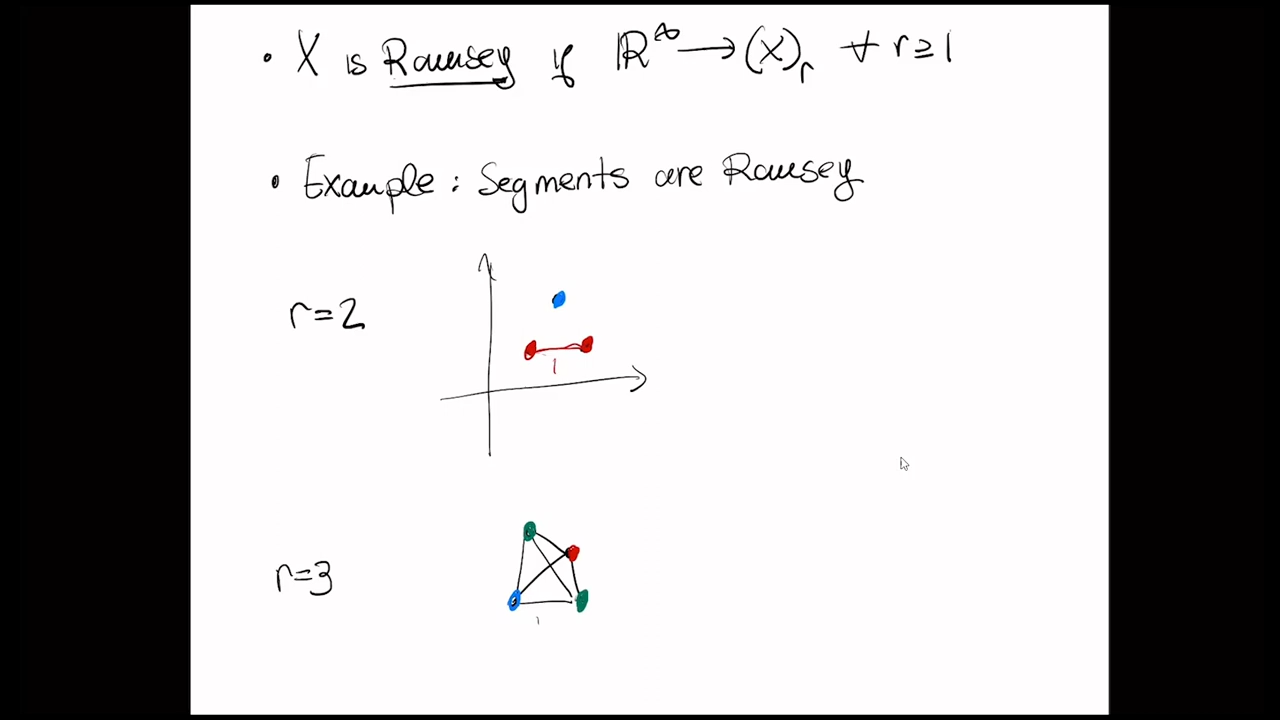 • X is Ramsey if ℝ^∞ → (X)_r ∀ r ≥ 1
• Example: Segments are Ramsey
r=2
1
r=3
1